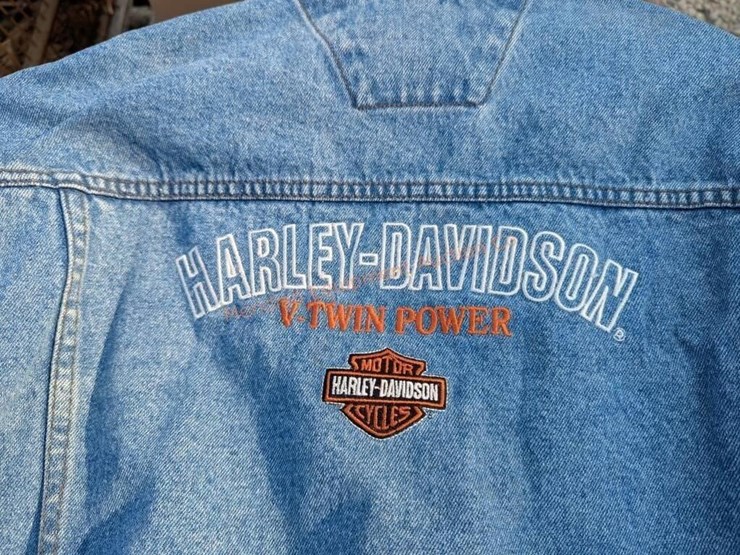 HARLEY-DAVIDSON®
V-TWIN POWER
MOTOR
HARLEY-DAVIDSON
CYCLES